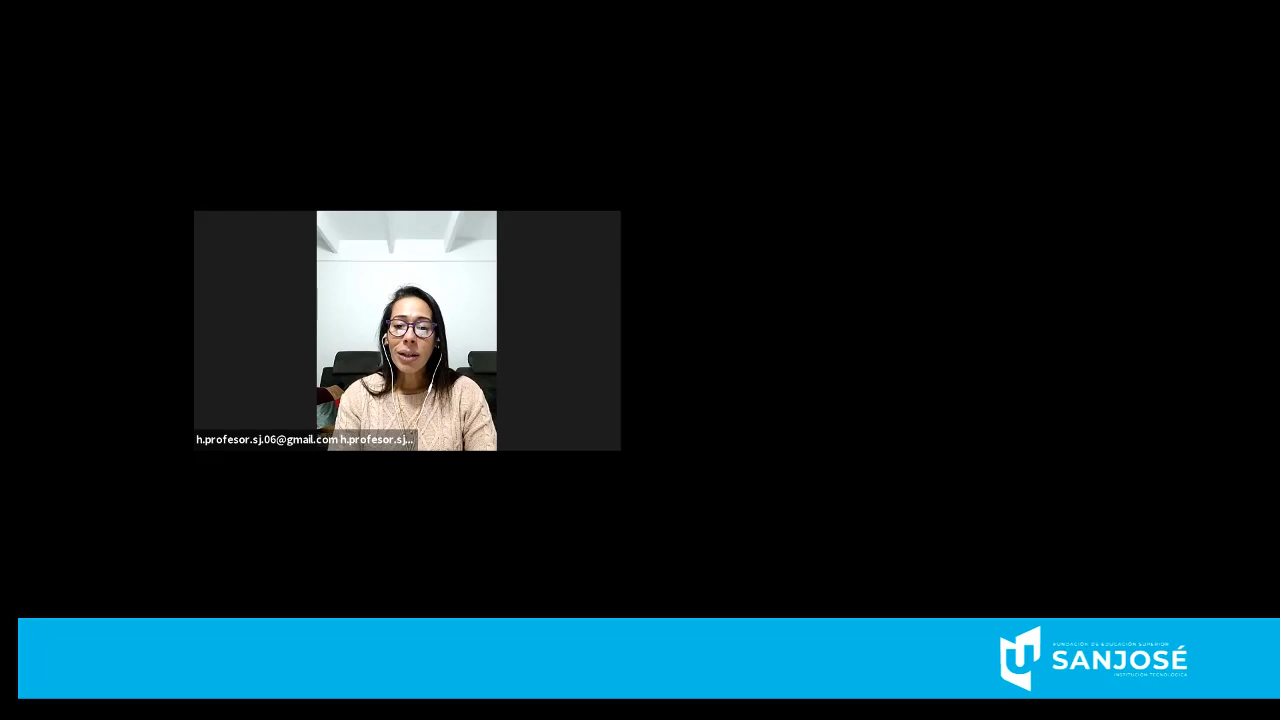 h.profesor.sj.06@gmail.com h.profesor.sj...
FUNDACIÓN DE EDUCACIÓN SUPERIOR
SANJOSÉ
INSTITUCIÓN TECNOLÓGICA